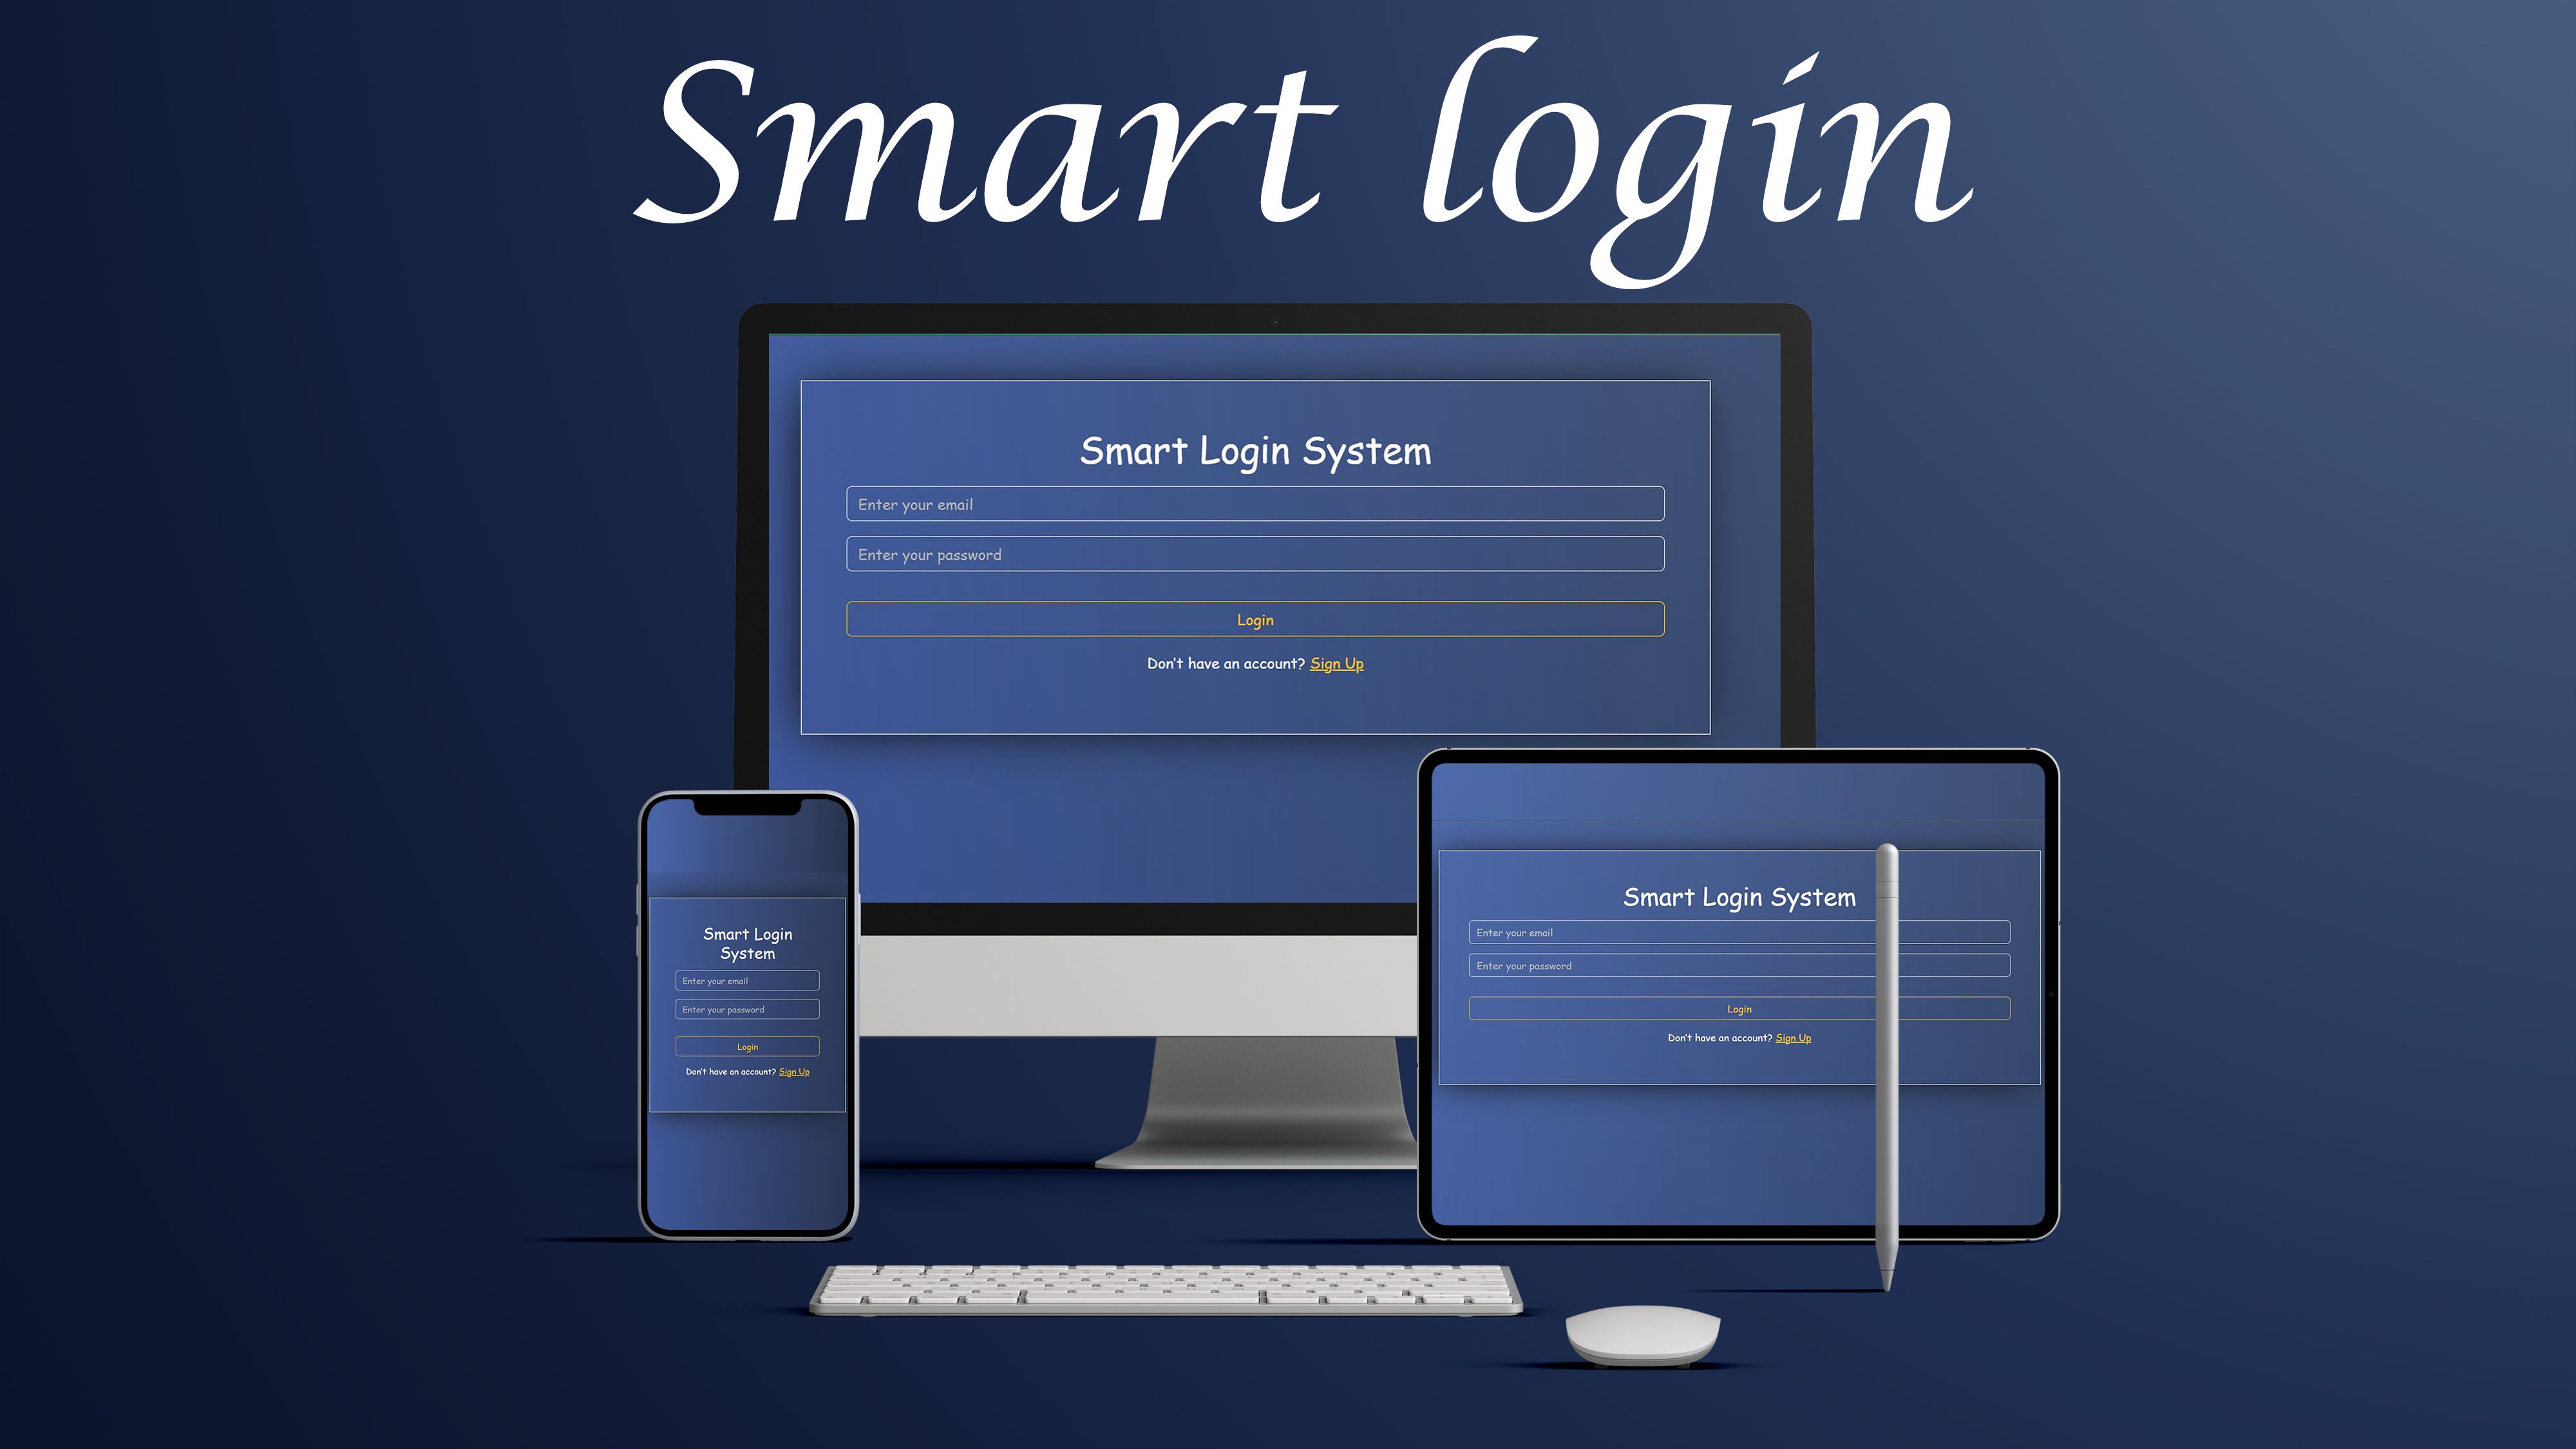 Smart login
Smart Login System
Enter your email
Enter your password
Login
Don't have an account? Sign Up
Smart Login
System
Enter your email
Enter your password
Login
Don't have an account? Sign Up
Smart Login System
Enter your email
Enter your password
Login
Don't have an account? Sign Up